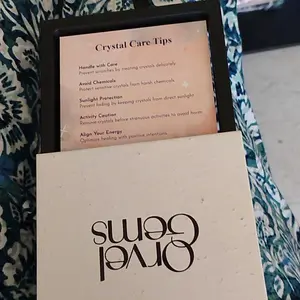 Crystal Care Tips
Handle with Care
Prevent scratches by treating crystals delicately.
Avoid Chemicals
Protect sensitive crystals from harsh chemicals.
Sunlight Protection
Prevent fading by keeping crystals from direct sunlight.
Activity Caution
Remove crystals before strenuous activities to avoid
Align Your Energy
Optimize healing with positive intentions.
Orvel
Gems